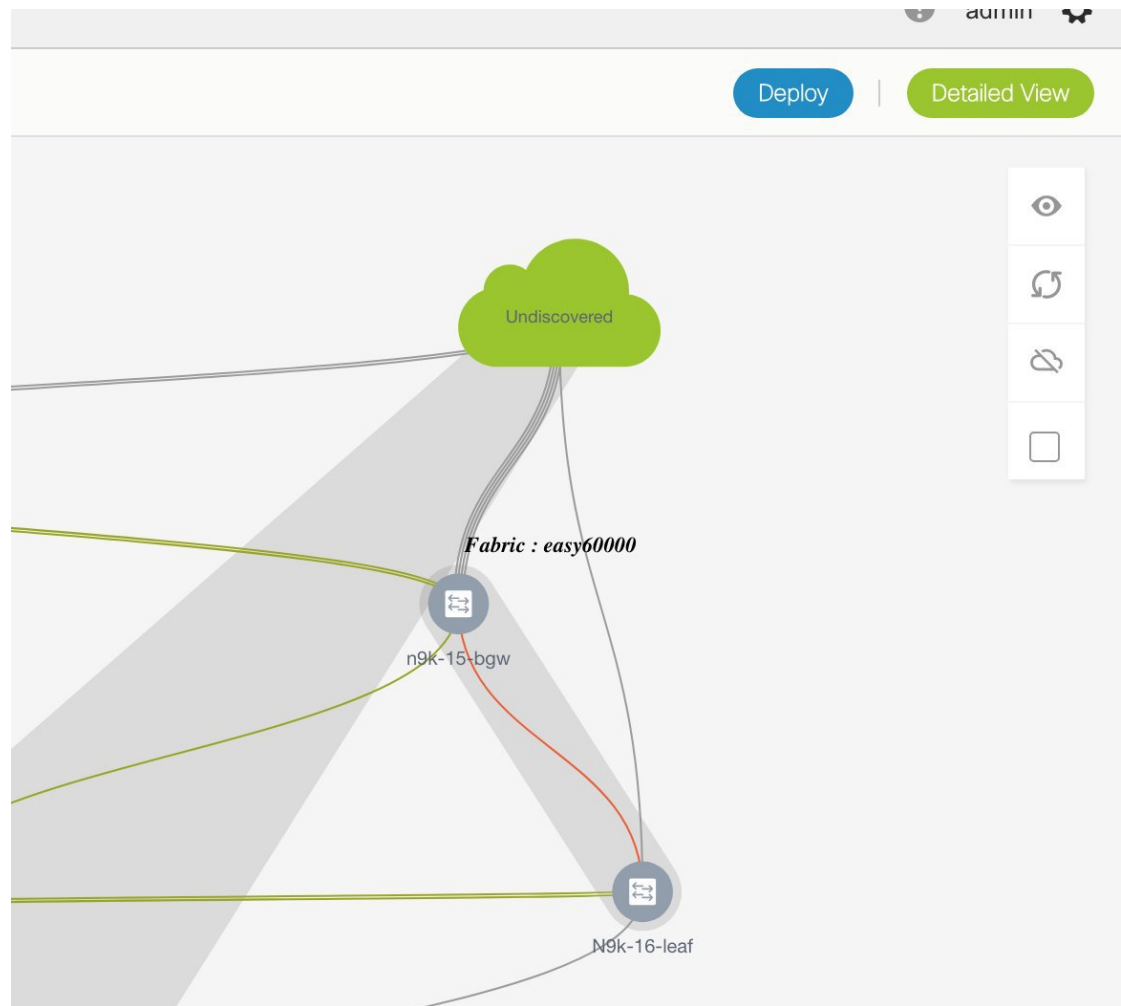 admin
Deploy
Detailed View
Undiscovered
Fabric : easy60000
n9k-15-bgw
N9k-16-leaf